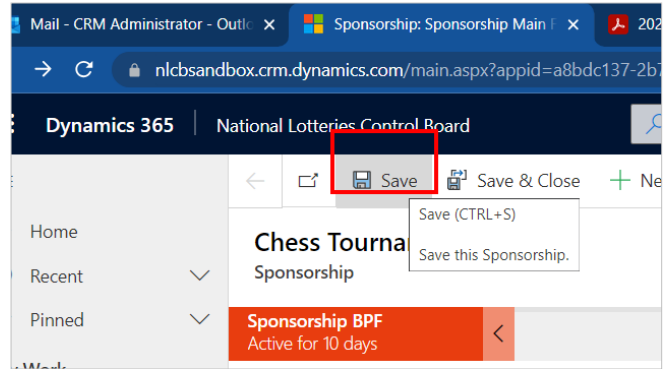 Mail - CRM Administrator - Outlo
Sponsorship: Sponsorship Main F
202
nlcbsandbox.crm.dynamics.com/main.aspx?appid=a8bdc137-2b7
Dynamics 365
National Lotteries Control Board
Save
Save & Close
Ne
Save (CTRL+S)
Save this Sponsorship.
Home
Chess Tourna
Sponsorship
Recent
Pinned
Sponsorship BPF
Active for 10 days